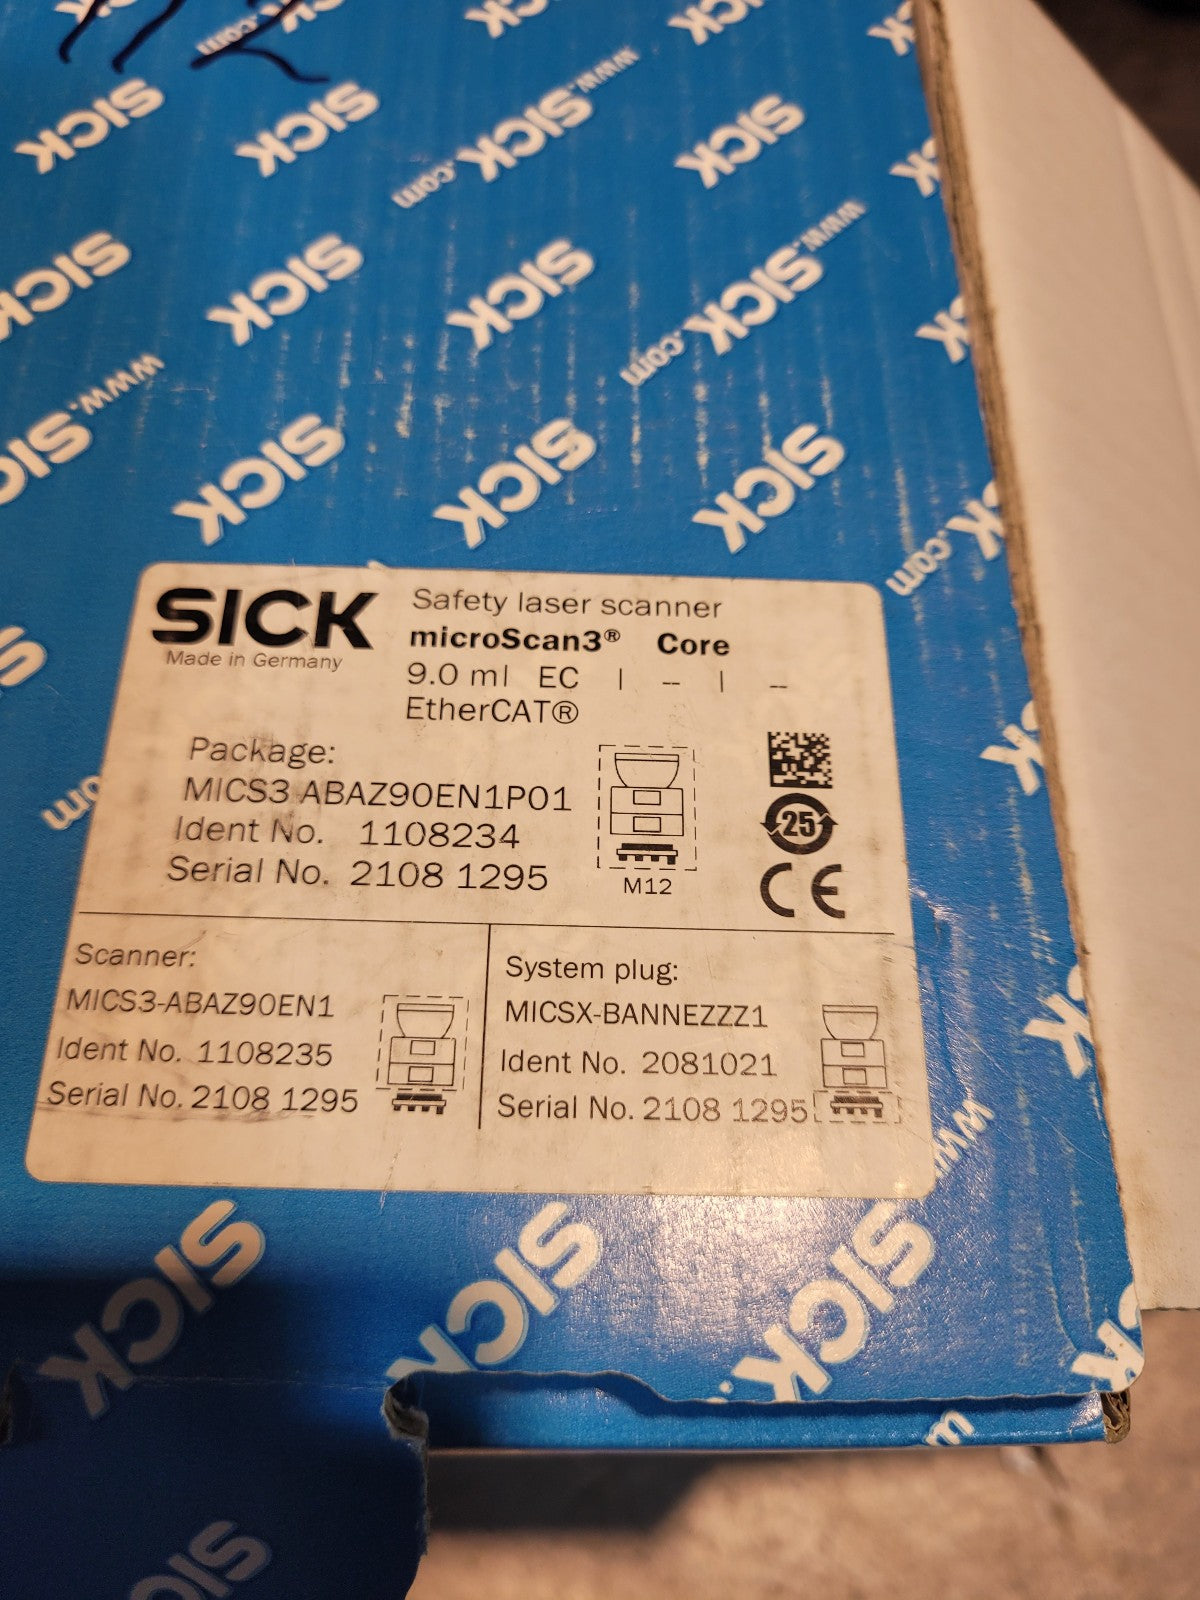 112
www.SICK.com
SICK
Made in Germany
Safety laser scanner
microScan3® Core
9.0 ml EC | -- | --
EtherCAT®
Package:
MICS3-ABAZ90EN1P01
Ident No. 1108234
Serial No. 2108 1295
M12
25
CE
Scanner:
MICS3-ABAZ90EN1
Ident No. 1108235
Serial No. 2108 1295
System plug:
MICSX-BANNEZZZ1
Ident No. 2081021
Serial No. 2108 1295